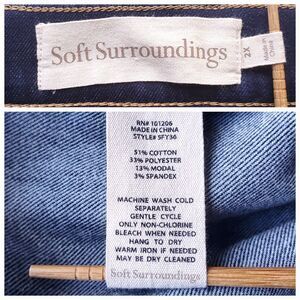 Soft Surroundings
2X
Made in
China
RN# 101206
MADE IN CHINA
STYLE# 5FY36
51% COTTON
33% POLYESTER
13% MODAL
3% SPANDEX
MACHINE WASH COLD
SEPARATELY
GENTLE CYCLE
ONLY NON-CHLORINE
BLEACH WHEN NEEDED
HANG TO DRY
WARM IRON IF NEEDED
MAY BE DRY CLEANED
Soft Surroundings